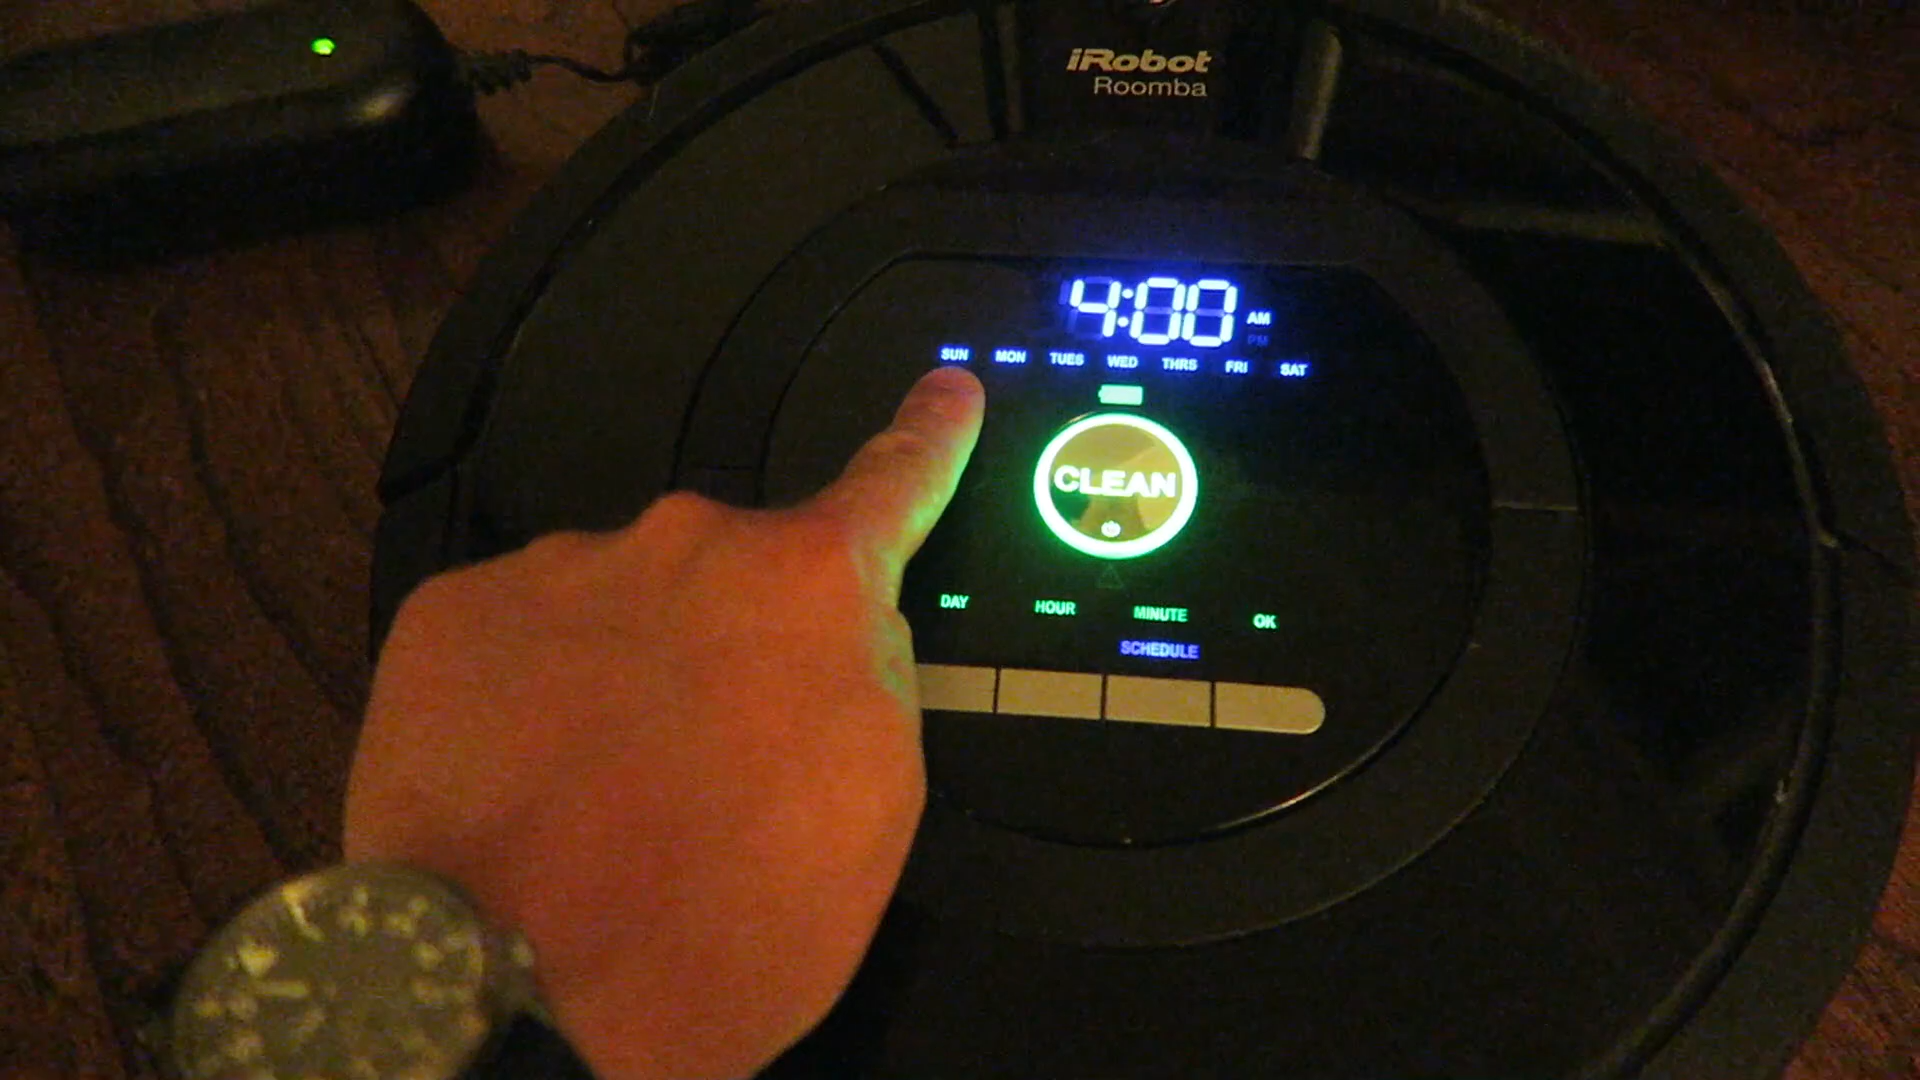 iRobot
Roomba
4:00 AM
PM
SUN MON TUES WED THRS FRI SAT
CLEAN
DAY HOUR MINUTE OK
SCHEDULE